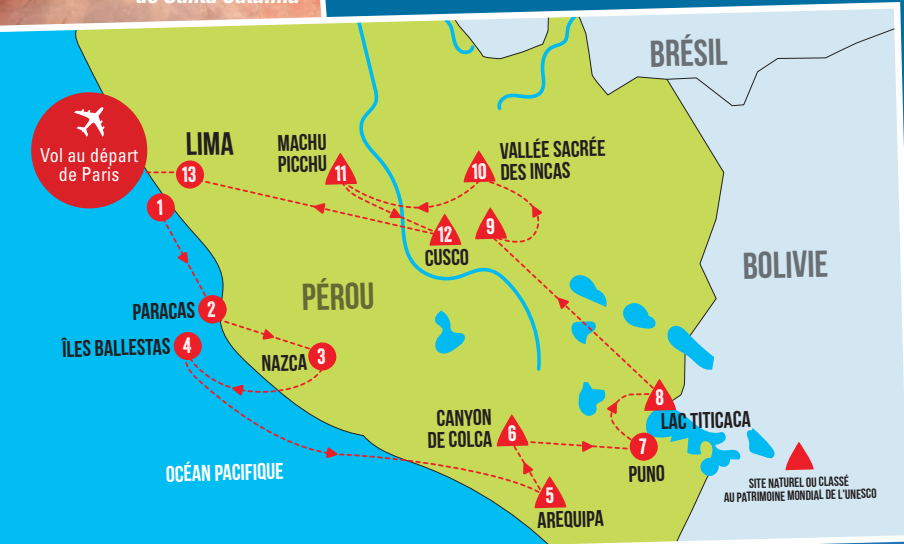 de Santa Catalina
BRÉSIL
Vol au départ
de Paris
LIMA
13
1
MACHU
PICCHU
11
10
VALLÉE SACRÉE
DES INCAS
9
12
CUSCO
BOLIVIE
PÉROU
PARACAS
2
ÎLES BALLESTAS
4
NAZCA
3
8
LAC TITICACA
CANYON
DE COLCA
6
7
PUNO
OCÉAN PACIFIQUE
5
AREQUIPA
SITE NATUREL OU CLASSÉ
AU PATRIMOINE MONDIAL DE L'UNESCO